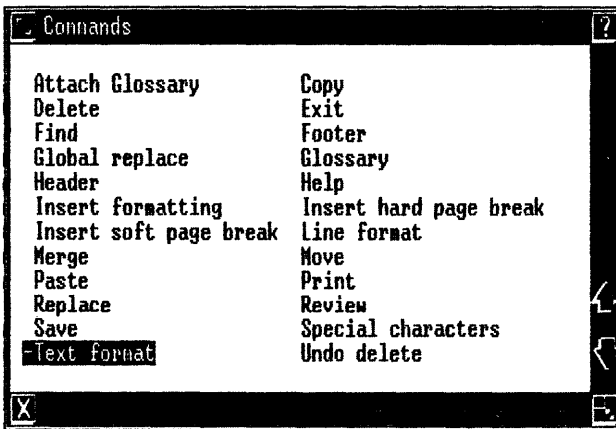 Commands
?
Attach Glossary
Copy
Delete
Exit
Find
Footer
Global replace
Glossary
Header
Help
Insert formatting
Insert hard page break
Insert soft page break
Line format
Merge
Move
Paste
Print
Replace
Review
Save
Special characters
-Text format
Undo delete
X